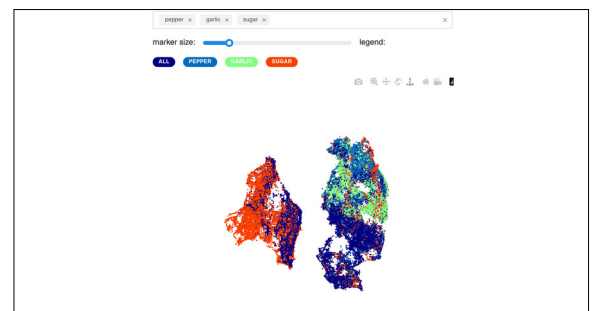 pepper × garlic × sugar × ×
marker size: legend:
ALL PEPPER GARLIC SUGAR